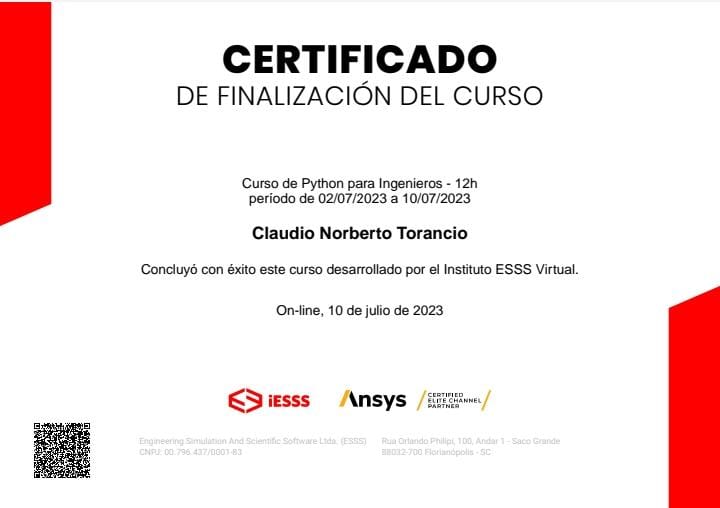 CERTIFICADO
DE FINALIZACIÓN DEL CURSO
Curso de Python para Ingenieros - 12h
período de 02/07/2023 a 10/07/2023
Claudio Norberto Torancio
Concluyó con éxito este curso desarrollado por el Instituto ESSS Virtual.
On-line, 10 de julio de 2023
iESSS
Ansys
CERTIFIED
ELITE CHANNEL
PARTNER
Engineering Simulation And Scientific Software Ltda. (ESSS)
CNPJ: 00.796.437/0001-83
Rua Orlando Philipi, 100, Andar 1 - Saco Grande
88032-700 Florianópolis - SC